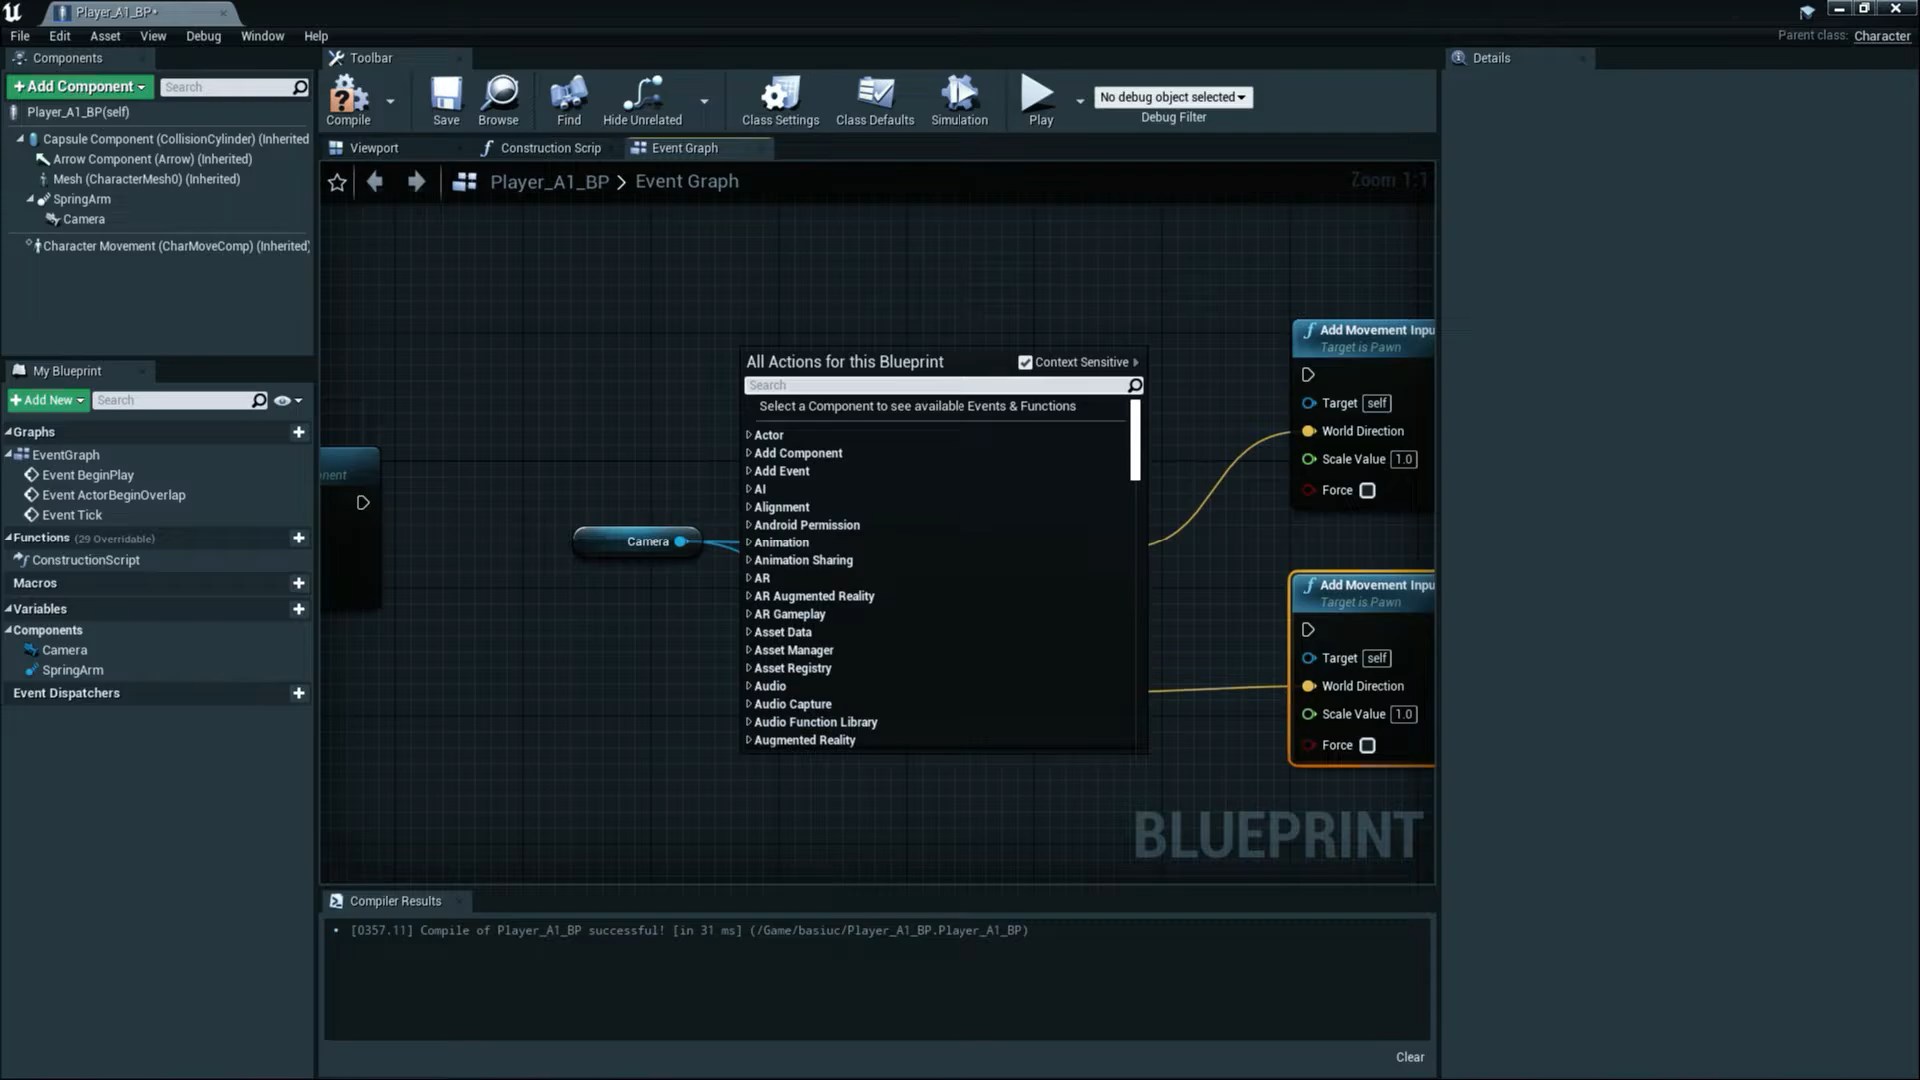 Player_A1_BP*
File Edit Asset View Debug Window Help
Parent class: Character
Components
Toolbar
Details
+Add Component
Search
Player_A1_BP(self)
Capsule Component (CollisionCylinder) (Inherited
Arrow Component (Arrow) (Inherited)
Mesh (CharacterMesh0) (Inherited)
SpringArm
Camera
Character Movement (CharMoveComp) (Inherited)
Compile
Save
Browse
Find
Hide Unrelated
Class Settings
Class Defaults
Simulation
Play
No debug object selected
Debug Filter
Viewport
Construction Scrip
Event Graph
Player_A1_BP > Event Graph
Zoom 1:1
My Blueprint
+Add New
Search
Graphs
EventGraph
Event BeginPlay
Event ActorBeginOverlap
Event Tick
Functions (29 Overridable)
ConstructionScript
Macros
Variables
Components
Camera
SpringArm
Event Dispatchers
nent
Camera
All Actions for this Blueprint
Context Sensitive
Search
Select a Component to see available Events & Functions
Actor
Add Component
Add Event
AI
Alignment
Android Permission
Animation
Animation Sharing
AR
AR Augmented Reality
AR Gameplay
Asset Data
Asset Manager
Asset Registry
Audio
Audio Capture
Audio Function Library
Augmented Reality
Add Movement Inpu
Target is Pawn
Target self
World Direction
Scale Value 1.0
Force
Add Movement Inpu
Target is Pawn
Target self
World Direction
Scale Value 1.0
Force
BLUEPRINT
Compiler Results
[0357.11] Compile of Player_A1_BP successful! [in 31 ms] (/Game/basiuc/Player_A1_BP.Player_A1_BP)
Clear